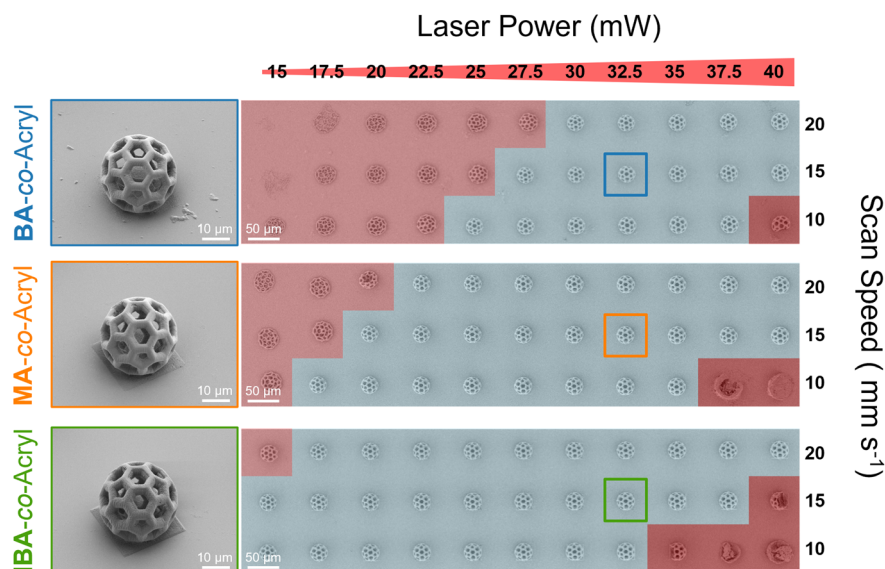 Laser Power (mW)
15 17.5 20 22.5 25 27.5 30 32.5 35 37.5 40
BA-co-Acryl
10 µm
50 µm
20
15
10
MA-co-Acryl
10 µm
50 µm
20
15
10
BA-co-Acryl
10 µm
50 µm
20
15
10
Scan Speed ( mm s⁻¹)